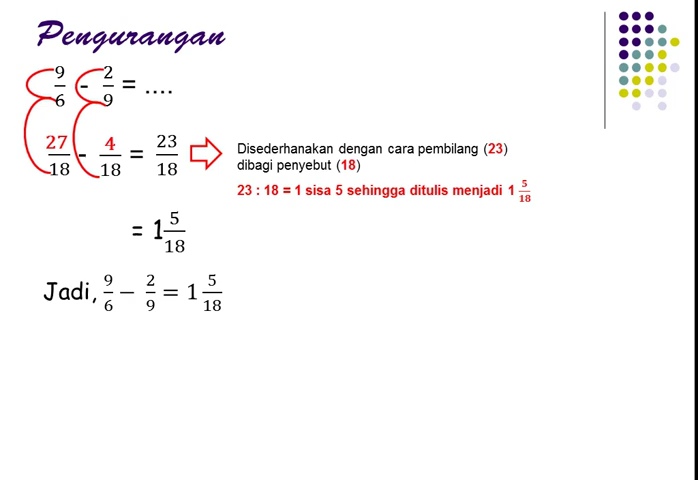 Pengurangan
9/6 - 2/9 = ....
27/18 - 4/18 = 23/18
Disederhanakan dengan cara pembilang (23)
dibagi penyebut (18)
23 : 18 = 1 sisa 5 sehingga ditulis menjadi 1 5/18
= 1 5/18
Jadi, 9/6 − 2/9 = 1 5/18